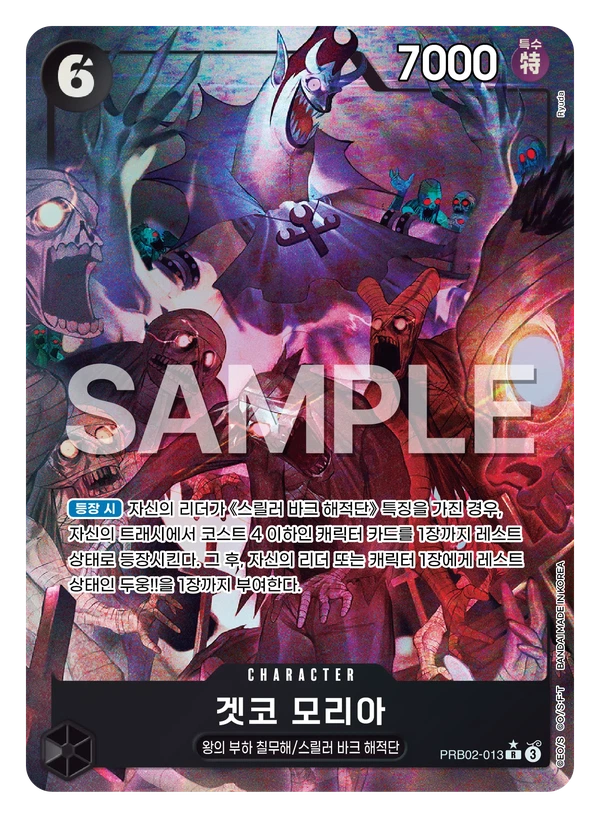 6
7000
특수
特
Ryuda
SAMPLE
등장 시 자신의 리더가 《스릴러 바크 해적단》 특징을 가진 경우,
자신의 트래시에서 코스트 4 이하인 캐릭터 카드를 1장까지 레스트
상태로 등장시킨다. 그 후, 자신의 리더 또는 캐릭터 1장에게 레스트
상태인 두웅!!을 1장까지 부여한다.
CHARACTER
겟코 모리아
왕의 부하 칠무해/스릴러 바크 해적단
PRB02-013 R 3
©EO/S ©O/S·F·T BANDAI MADE IN KOREA